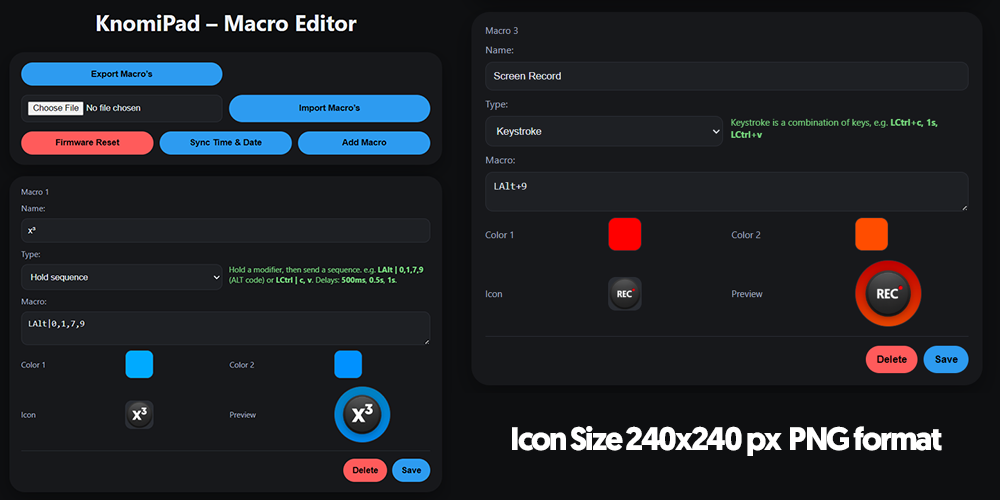 KnomiPad – Macro Editor
Export Macro's
Choose File No file chosen
Import Macro's
Firmware Reset
Sync Time & Date
Add Macro
Macro 1
Name:
x³
Type:
Hold sequence
Hold a modifier, then send a sequence. e.g. LAlt | 0,1,7,9
(ALT code) or LCtrl | c, v. Delays: 500ms, 0.5s, 1s.
Macro:
LAlt|0,1,7,9
Color 1
Color 2
Icon
x³
Preview
x³
Delete
Save
Macro 3
Name:
Screen Record
Type:
Keystroke
Keystroke is a combination of keys, e.g. LCtrl+c, 1s,
LCtrl+v
Macro:
LAlt+9
Color 1
Color 2
Icon
REC
Preview
REC
Delete
Save
Icon Size 240x240 px PNG format